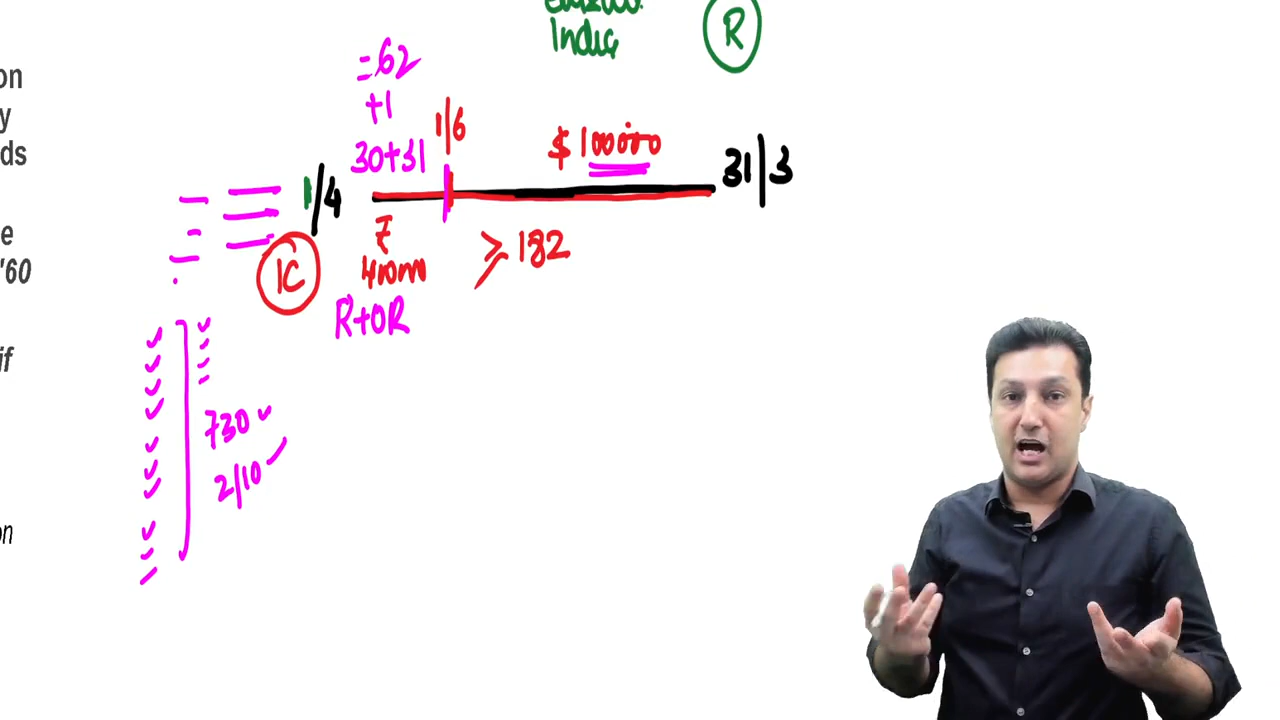 India
R
=62
+1
30+31
1/6
$ 100000
1/4
31/3
IC
₹
≥ 182
R+OR
730
2/10
on
y
ds
e
'60
if
on